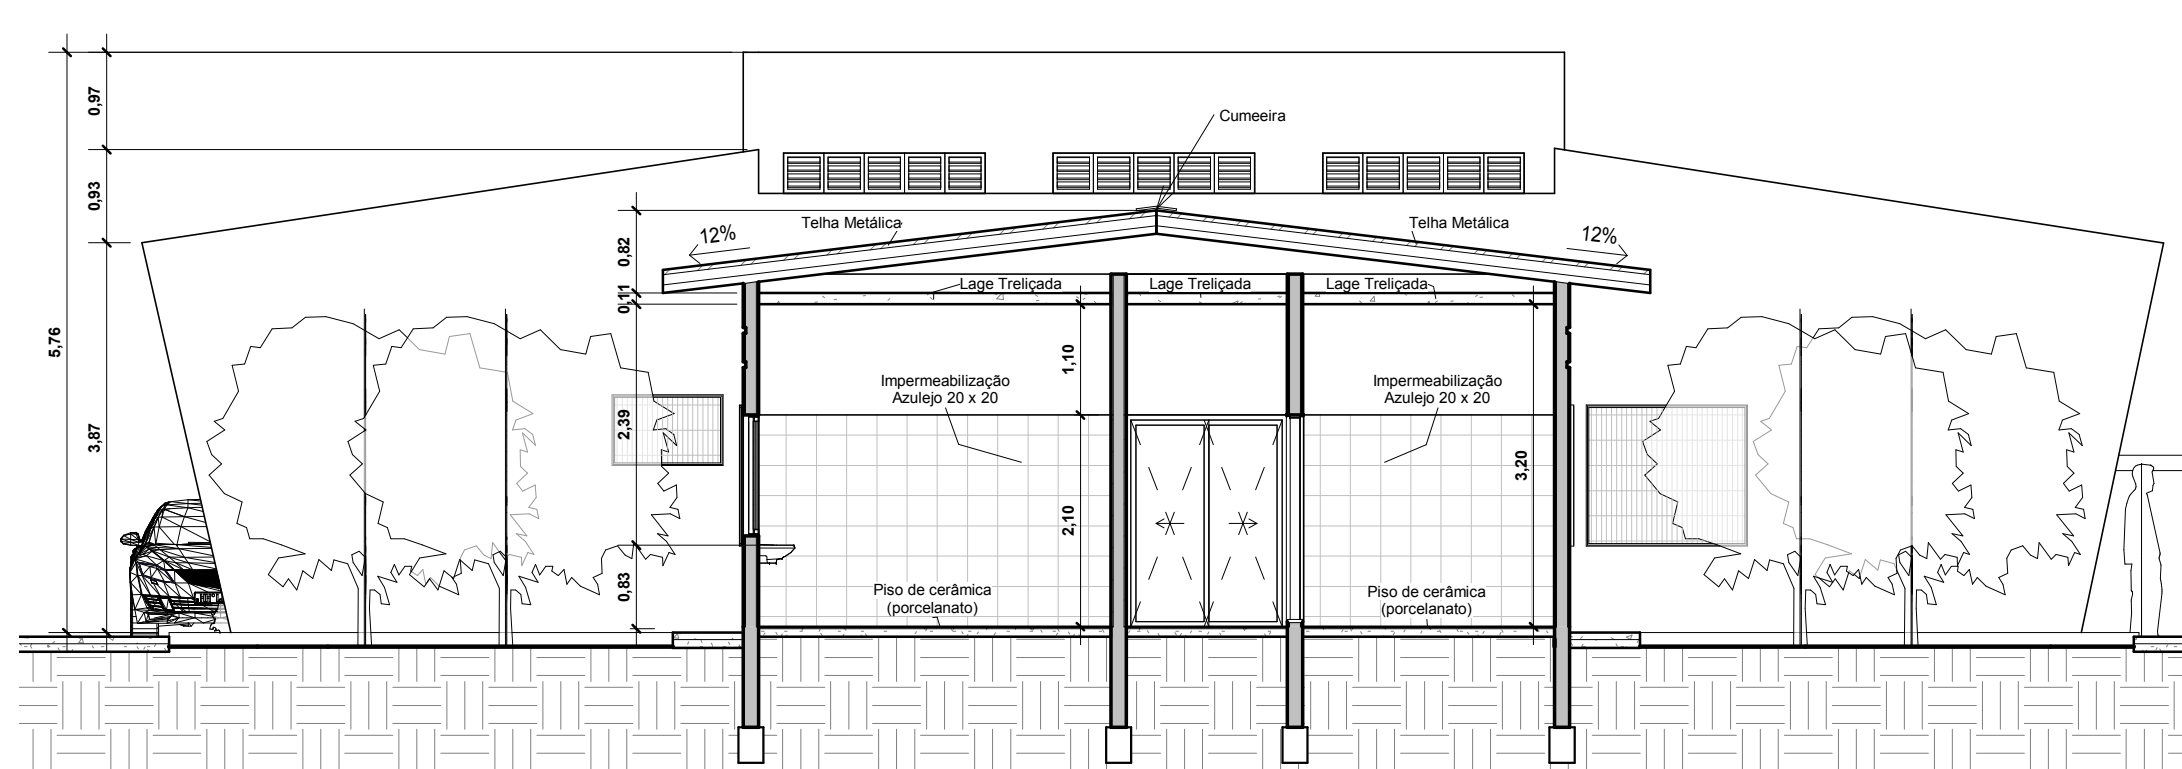 0,97
Cumeeira
0,93
Telha Metálica
Telha Metálica
12%
12%
0,82
Lage Treliçada
Lage Treliçada
Lage Treliçada
0,11
5,76
1,10
Impermeabilização
Azulejo 20 x 20
Impermeabilização
Azulejo 20 x 20
3,87
2,39
3,20
2,10
0,83
Piso de cerâmica
(porcelanato)
Piso de cerâmica
(porcelanato)